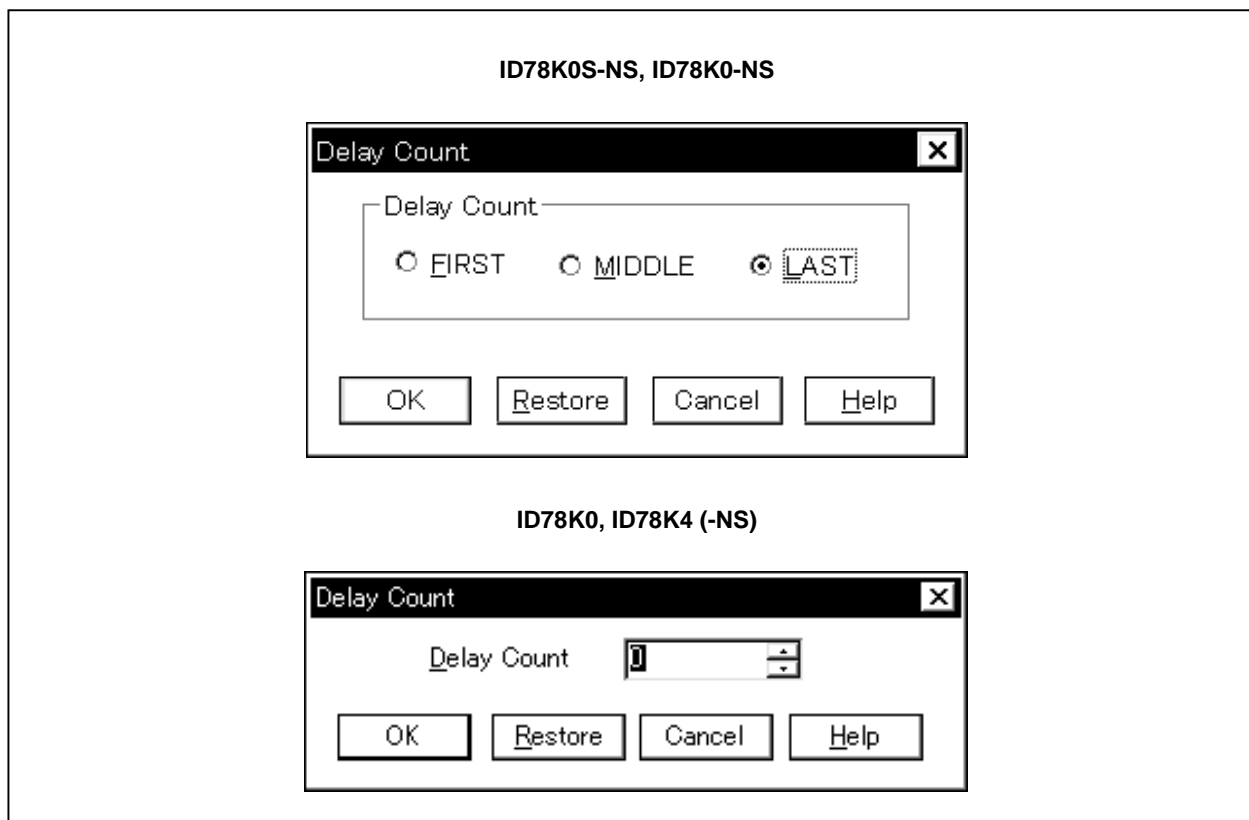 ID78K0S-NS, ID78K0-NS
Delay Count
Delay Count
FIRST MIDDLE LAST
OK Restore Cancel Help
ID78K0, ID78K4 (-NS)
Delay Count
Delay Count 0
OK Restore Cancel Help